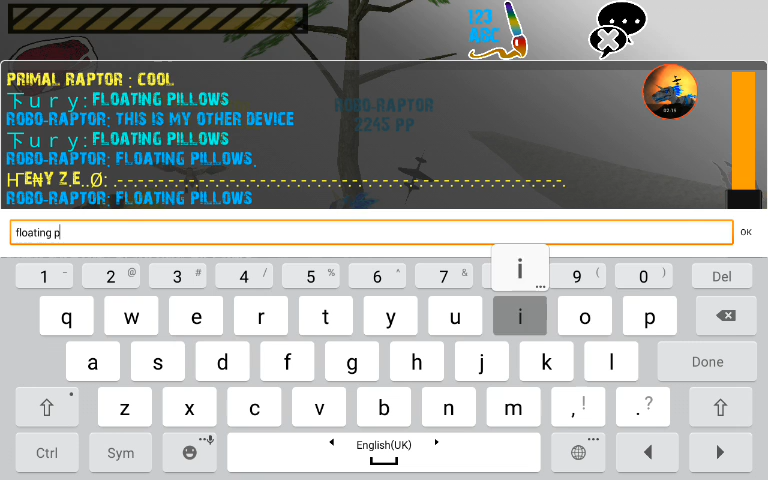 123
ABC
PRIMAL RAPTOR : COOL
下ury: FLOATING PILLOWS
ROBO-RAPTOR: THIS IS MY OTHER DEVICE
下ury: FLOATING PILLOWS
ROBO-RAPTOR: FLOATING PILLOWS.
ROBO-RAPTOR: FLOATING PILLOWS
ROBO-RAPTOR
2245 PP
02.19
floating p
OK
1 - 2 @ 3 # 4 / 5 % 6 ^ 7 & 9 ( 0 ) Del
i
q w e r t y u i o p
a s d f g h j k l Done
z x c v b n m , ! . ?
Ctrl Sym English(UK)